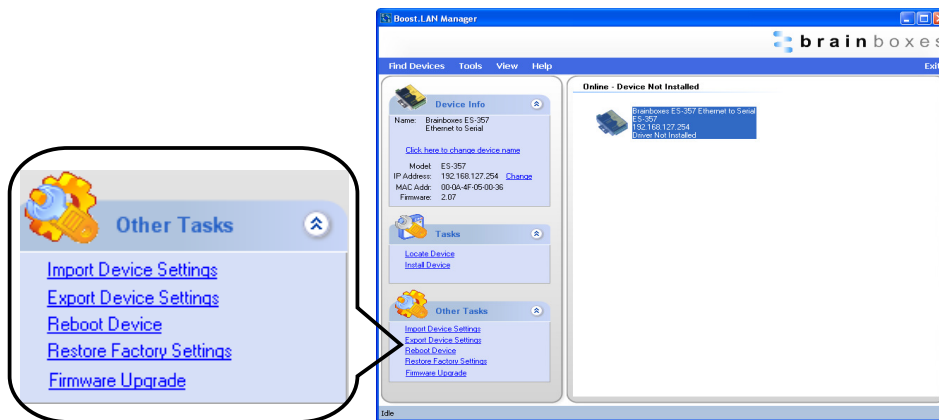 Boost.LAN Manager
brainboxes
Find Devices Tools View Help Exit
Device Info
Name: Brainboxes ES-357
Ethernet to Serial
Click here to change device name
Model: ES-357
IP Address: 192.168.127.254 Change
MAC Addr: 00-0A-4F-05-00-36
Firmware: 2.07
Tasks
Locate Device
Install Device
Other Tasks
Import Device Settings
Export Device Settings
Reboot Device
Restore Factory Settings
Firmware Upgrade
Online - Device Not Installed
Brainboxes ES-357 Ethernet to Serial
ES-357
192.168.127.254
Driver Not Installed
Idle
Other Tasks
Import Device Settings
Export Device Settings
Reboot Device
Restore Factory Settings
Firmware Upgrade